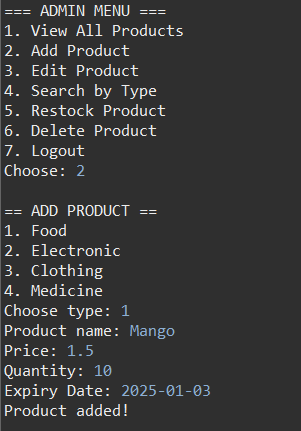 === ADMIN MENU ===
1. View All Products
2. Add Product
3. Edit Product
4. Search by Type
5. Restock Product
6. Delete Product
7. Logout
Choose: 2

== ADD PRODUCT ==
1. Food
2. Electronic
3. Clothing
4. Medicine
Choose type: 1
Product name: Mango
Price: 1.5
Quantity: 10
Expiry Date: 2025-01-03
Product added!